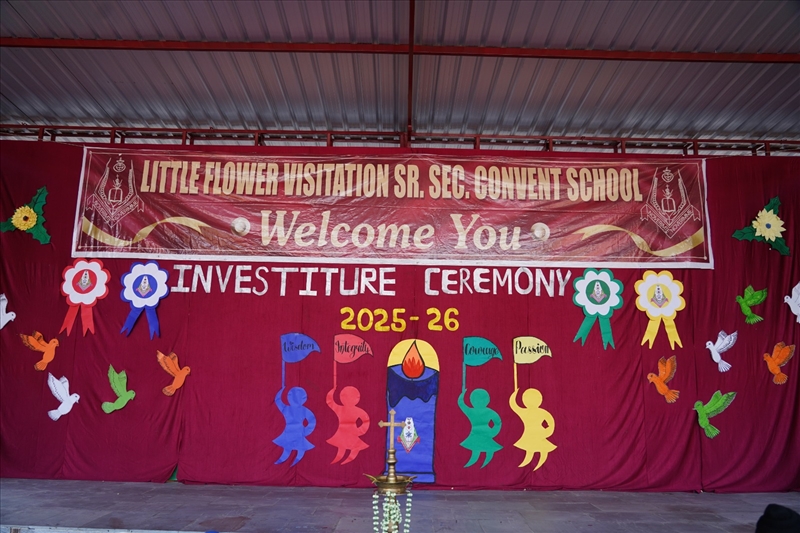 LITTLE FLOWER VISITATION SR. SEC. CONVENT SCHOOL
Welcome You
INVESTITURE CEREMONY
2025-26
Wisdom Integrity Courage Passion